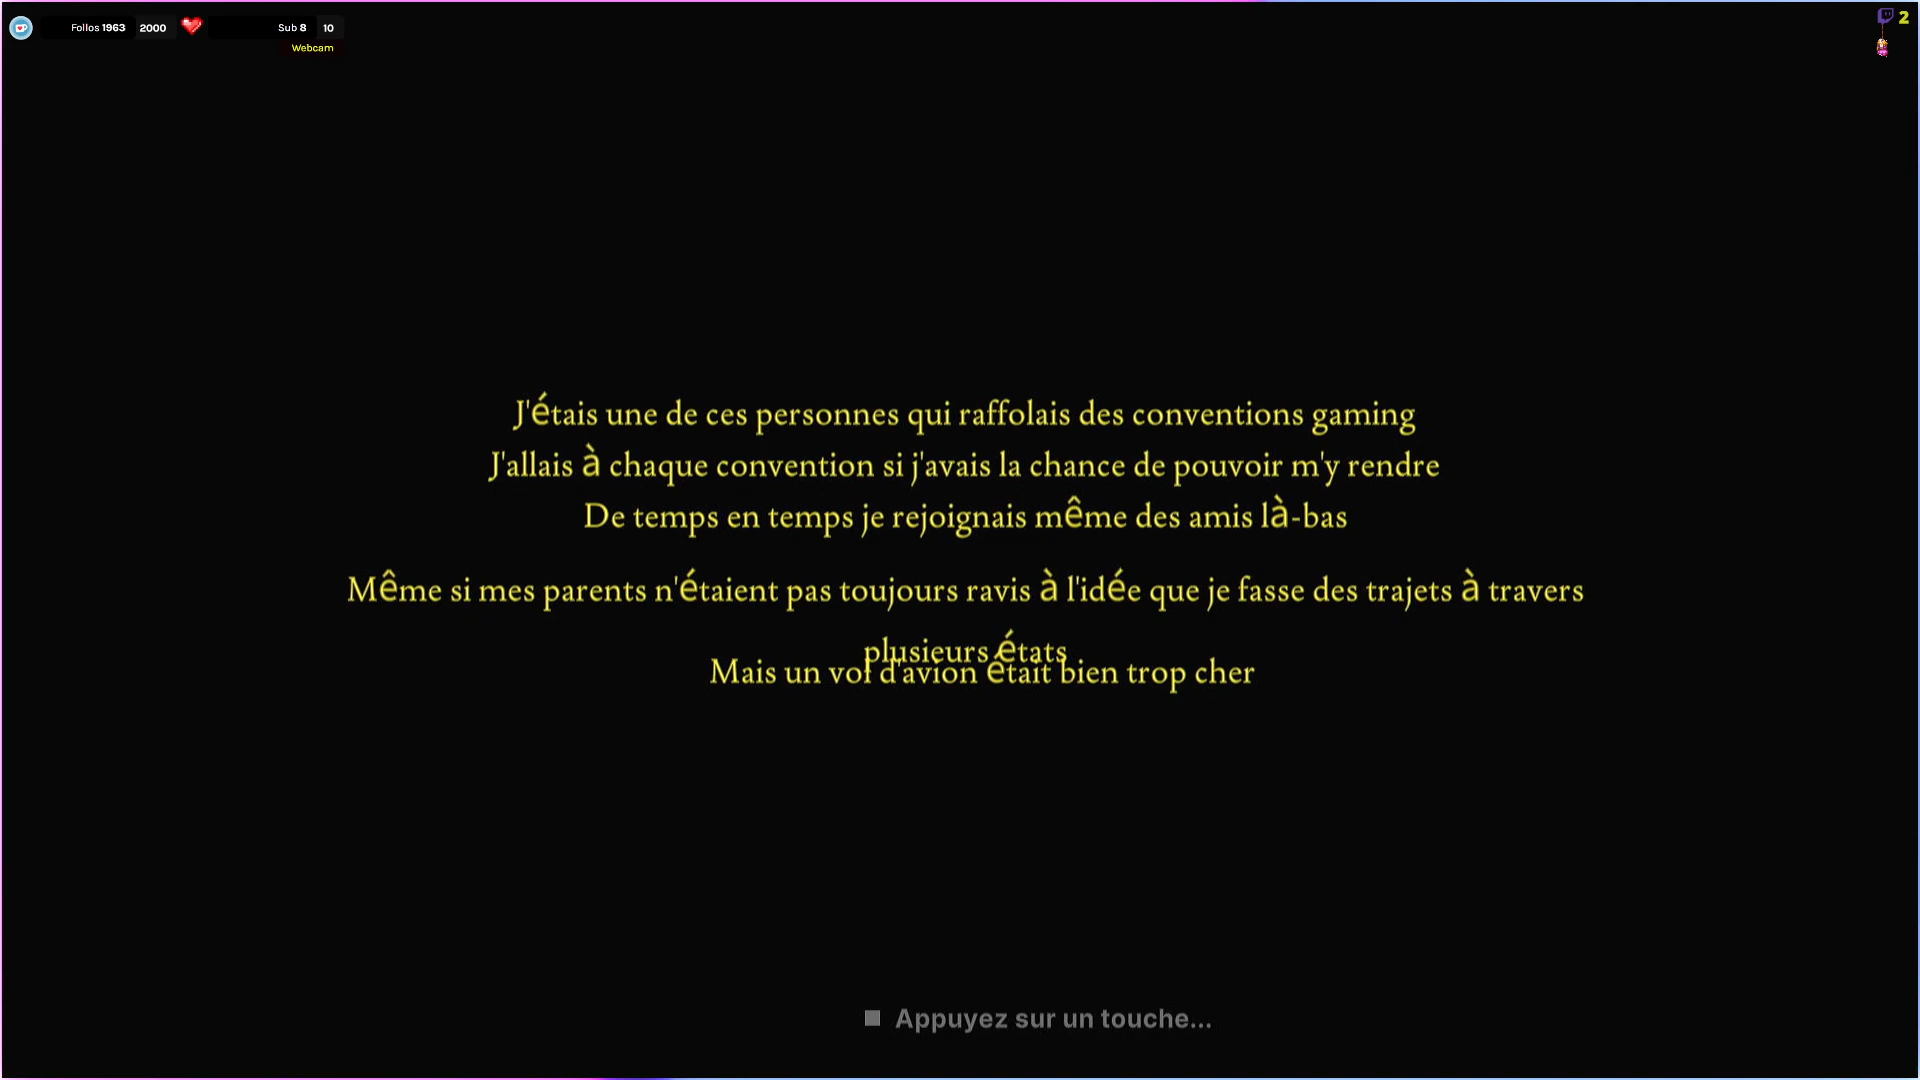 Follos 1963 2000 Sub 8 10
Webcam
2
J'étais une de ces personnes qui raffolais des conventions gaming
J'allais à chaque convention si j'avais la chance de pouvoir m'y rendre
De temps en temps je rejoignais même des amis là-bas
Même si mes parents n'étaient pas toujours ravis à l'idée que je fasse des trajets à travers
plusieurs états
Mais un vol d'avion était bien trop cher
Appuyez sur un touche...